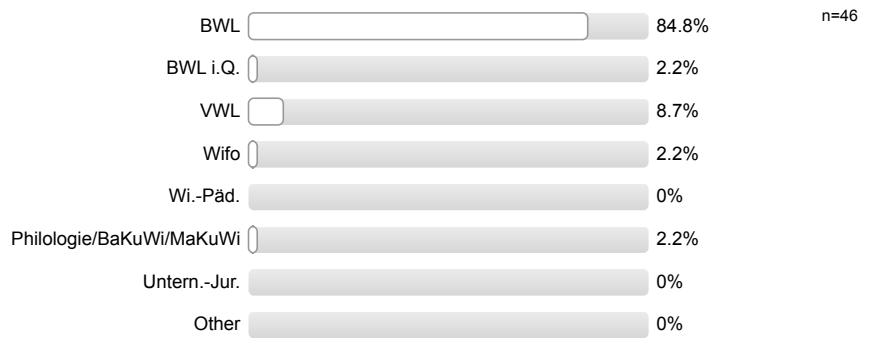 n=46
BWL 84.8%
BWL i.Q. 2.2%
VWL 8.7%
Wifo 2.2%
Wi.-Päd. 0%
Philologie/BaKuWi/MaKuWi 2.2%
Untern.-Jur. 0%
Other 0%